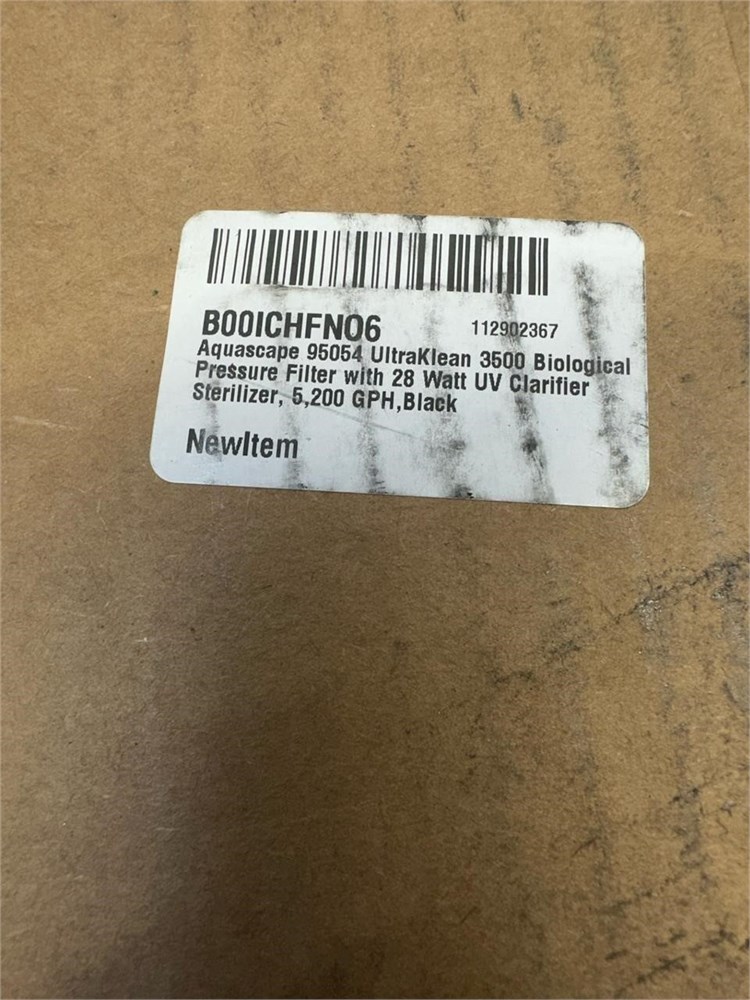 B00ICHFNO6 112902367
Aquascape 95054 UltraKlean 3500 Biological
Pressure Filter with 28 Watt UV Clarifier
Sterilizer, 5,200 GPH,Black
NewItem